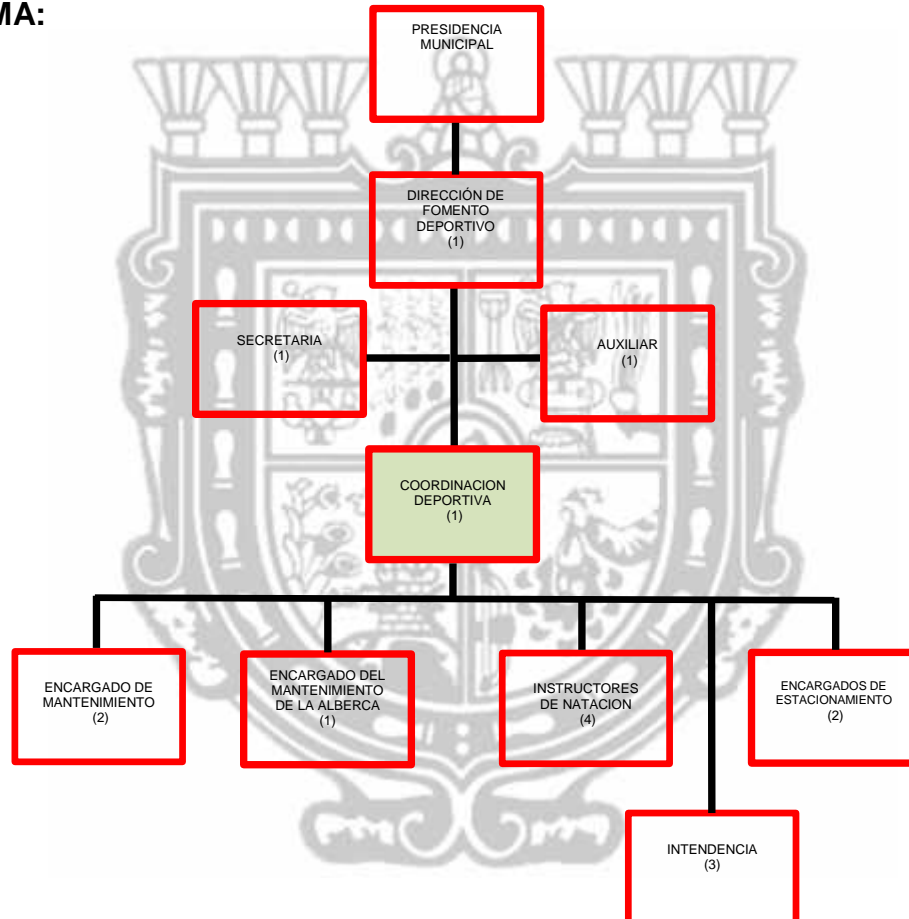 MA:
PRESIDENCIA
MUNICIPAL
DIRECCIÓN DE
FOMENTO
DEPORTIVO
(1)
SECRETARIA
(1)
AUXILIAR
(1)
COORDINACION
DEPORTIVA
(1)
ENCARGADO DE
MANTENIMIENTO
(2)
ENCARGADO DEL
MANTENIMIENTO
DE LA ALBERCA
(1)
INSTRUCTORES
DE NATACION
(4)
ENCARGADOS DE
ESTACIONAMIENTO
(2)
INTENDENCIA
(3)